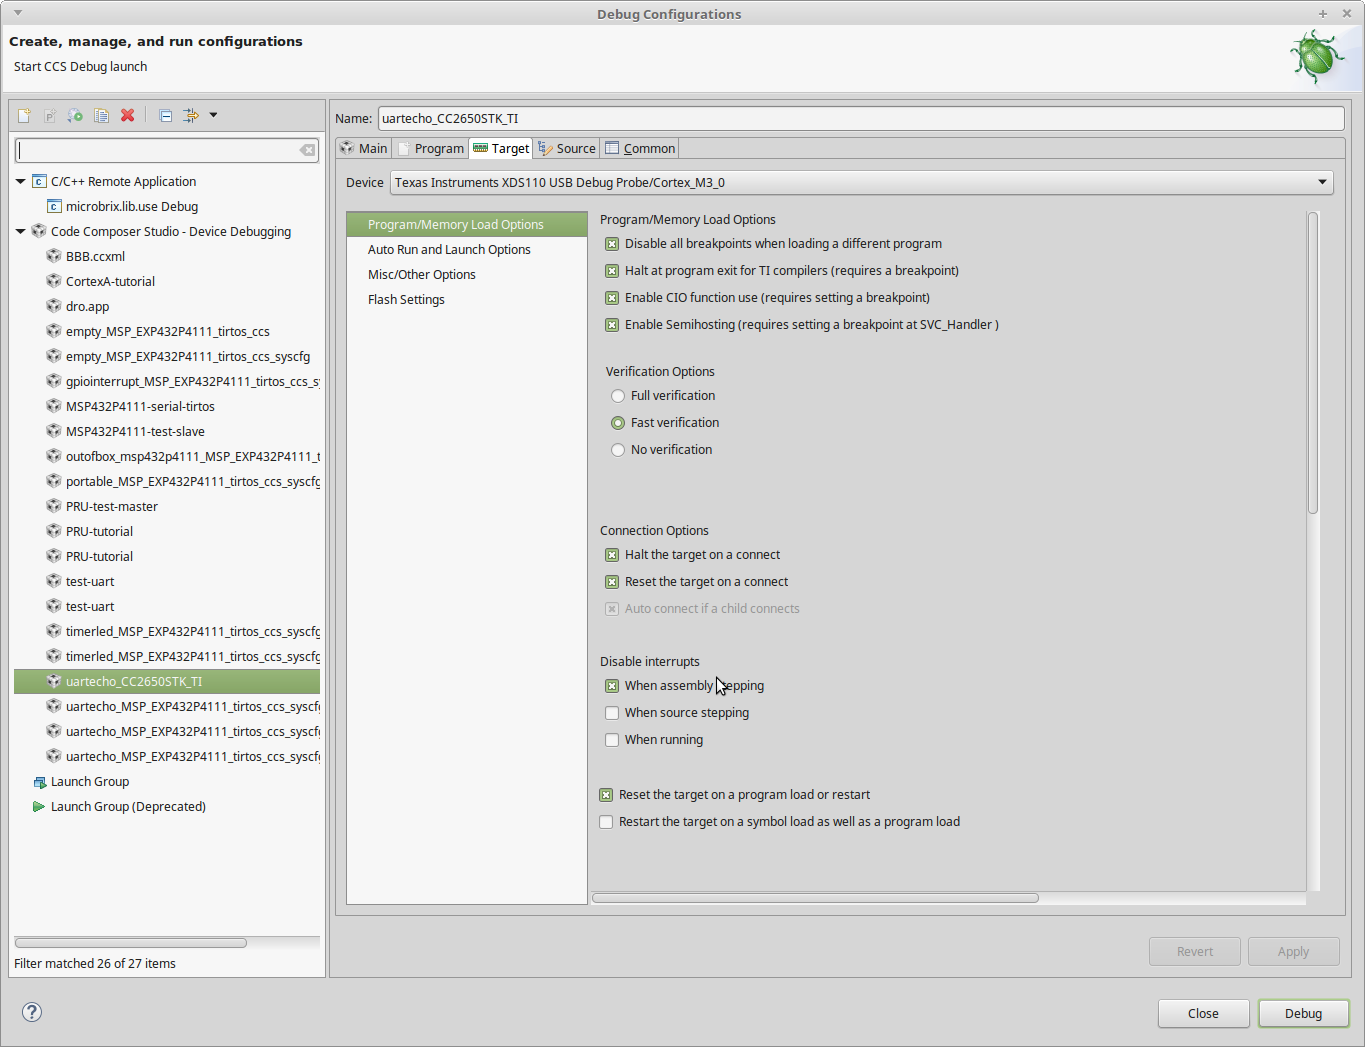 Debug Configurations
Create, manage, and run configurations
Start CCS Debug launch
Name: uartecho_CC2650STK_TI
Main Program Target Source Common
Device Texas Instruments XDS110 USB Debug Probe/Cortex_M3_0
C/C++ Remote Application
microbrix.lib.use Debug
Code Composer Studio - Device Debugging
BBB.ccxml
CortexA-tutorial
dro.app
empty_MSP_EXP432P4111_tirtos_ccs
empty_MSP_EXP432P4111_tirtos_ccs_syscfg
gpiointerrupt_MSP_EXP432P4111_tirtos_ccs_sy
MSP432P4111-serial-tirtos
MSP432P4111-test-slave
outofbox_msp432p4111_MSP_EXP432P4111_t
portable_MSP_EXP432P4111_tirtos_ccs_syscfg
PRU-test-master
PRU-tutorial
PRU-tutorial
test-uart
test-uart
timerled_MSP_EXP432P4111_tirtos_ccs_syscfg
timerled_MSP_EXP432P4111_tirtos_ccs_syscfg
uartecho_CC2650STK_TI
uartecho_MSP_EXP432P4111_tirtos_ccs_syscfg
uartecho_MSP_EXP432P4111_tirtos_ccs_syscfg
uartecho_MSP_EXP432P4111_tirtos_ccs_syscfg
Launch Group
Launch Group (Deprecated)
Filter matched 26 of 27 items
Program/Memory Load Options
Auto Run and Launch Options
Misc/Other Options
Flash Settings
Program/Memory Load Options
Disable all breakpoints when loading a different program
Halt at program exit for TI compilers (requires a breakpoint)
Enable CIO function use (requires setting a breakpoint)
Enable Semihosting (requires setting a breakpoint at SVC_Handler )
Verification Options
Full verification
Fast verification
No verification
Connection Options
Halt the target on a connect
Reset the target on a connect
Auto connect if a child connects
Disable interrupts
When assembly stepping
When source stepping
When running
Reset the target on a program load or restart
Restart the target on a symbol load as well as a program load
Revert Apply
Close Debug